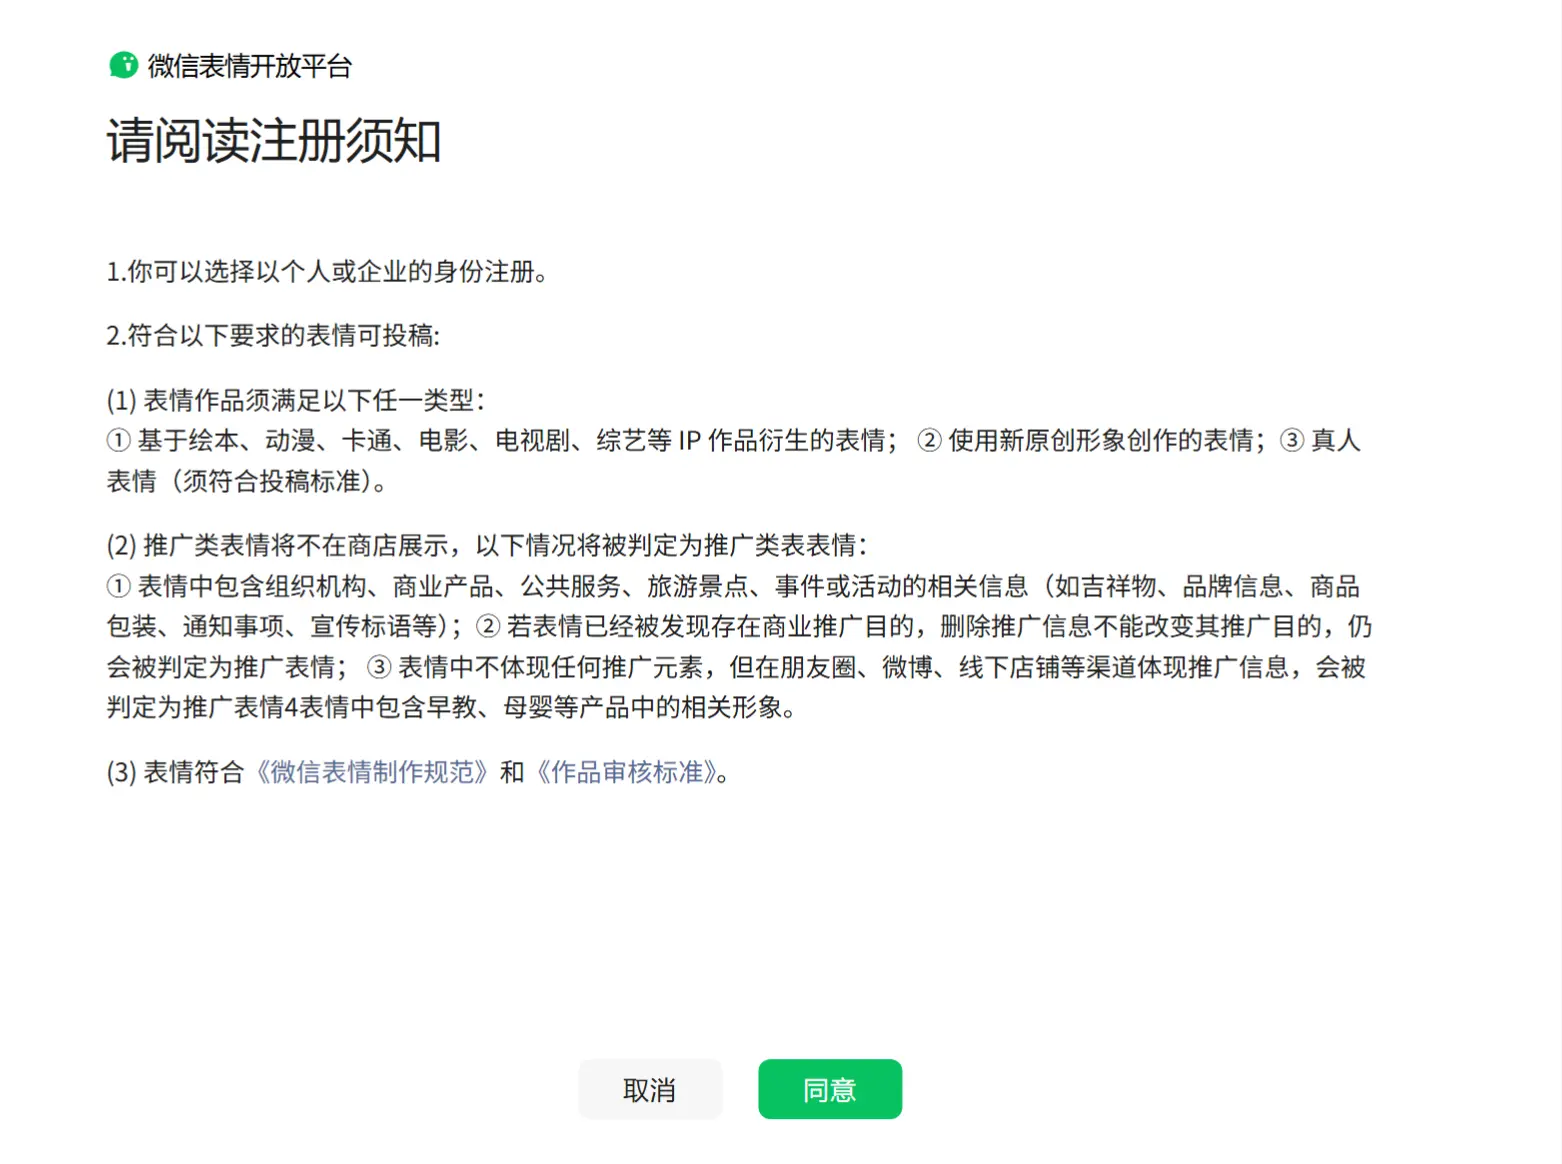 微信表情开放平台
请阅读注册须知
1.你可以选择以个人或企业的身份注册。
2.符合以下要求的表情可投稿:
(1) 表情作品须满足以下任一类型：
① 基于绘本、动漫、卡通、电影、电视剧、综艺等 IP 作品衍生的表情； ② 使用新原创形象创作的表情；③ 真人
表情（须符合投稿标准）。
(2) 推广类表情将不在商店展示，以下情况将被判定为推广类表表情：
① 表情中包含组织机构、商业产品、公共服务、旅游景点、事件或活动的相关信息（如吉祥物、品牌信息、商品
包装、通知事项、宣传标语等）；② 若表情已经被发现存在商业推广目的，删除推广信息不能改变其推广目的，仍
会被判定为推广表情； ③ 表情中不体现任何推广元素，但在朋友圈、微博、线下店铺等渠道体现推广信息，会被
判定为推广表情4表情中包含早教、母婴等产品中的相关形象。
(3) 表情符合《微信表情制作规范》和《作品审核标准》。
取消
同意